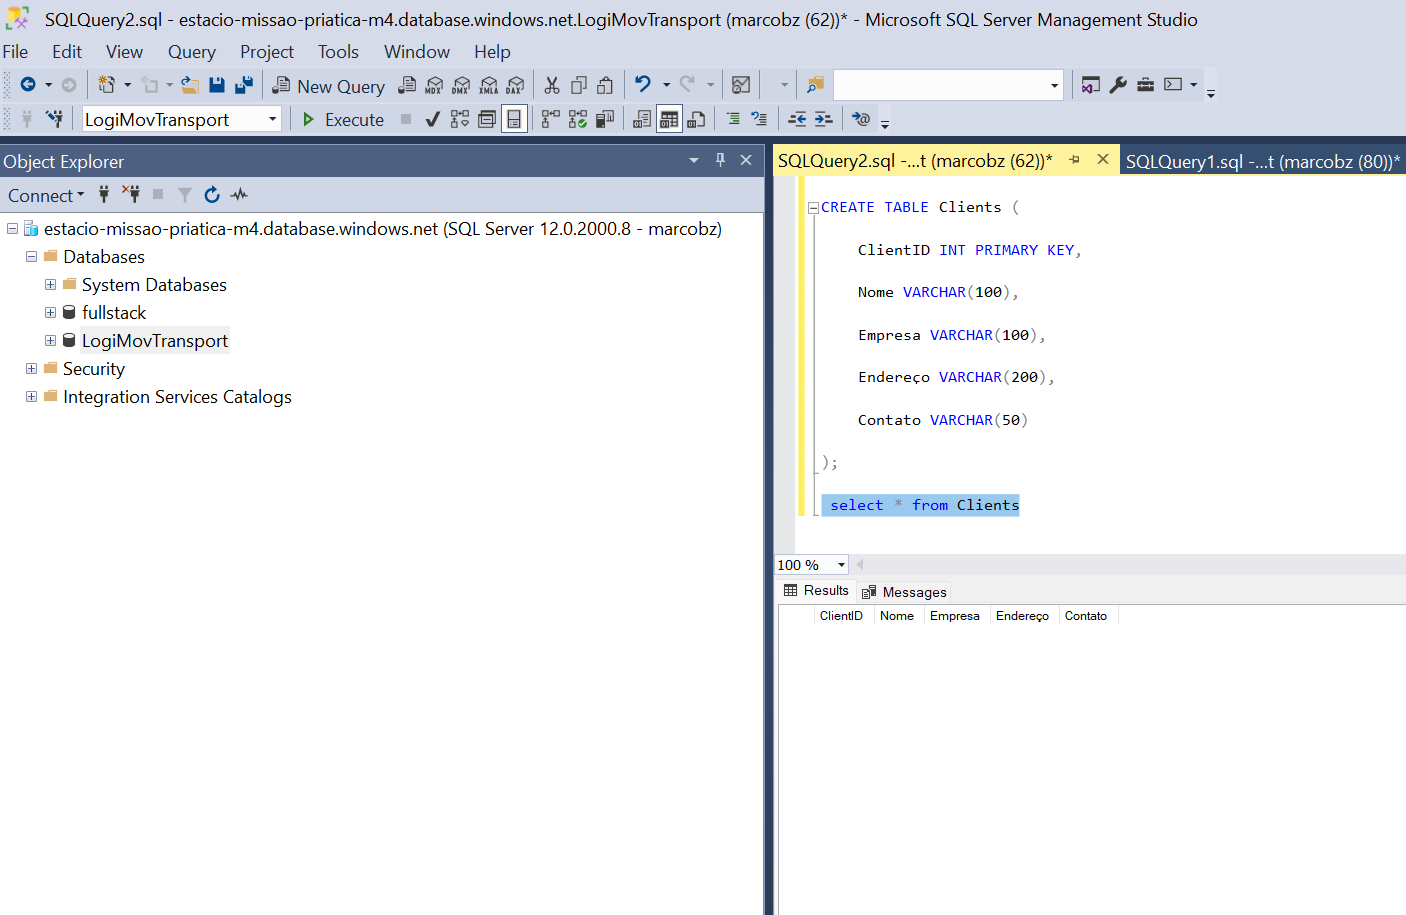 SQLQuery2.sql - estacio-missao-priatica-m4.database.windows.net.LogiMovTransport (marcobz (62))* - Microsoft SQL Server Management Studio
File Edit View Query Project Tools Window Help
New Query MDX DMX XMLA DAX
LogiMovTransport Execute
Object Explorer
Connect
estacio-missao-priatica-m4.database.windows.net (SQL Server 12.0.2000.8 - marcobz)
Databases
System Databases
fullstack
LogiMovTransport
Security
Integration Services Catalogs
SQLQuery2.sql -...t (marcobz (62))* SQLQuery1.sql -...t (marcobz (80))*
CREATE TABLE Clients (
ClientID INT PRIMARY KEY,
Nome VARCHAR(100),
Empresa VARCHAR(100),
Endereço VARCHAR(200),
Contato VARCHAR(50)
);
select * from Clients
100 %
Results Messages
ClientID Nome Empresa Endereço Contato